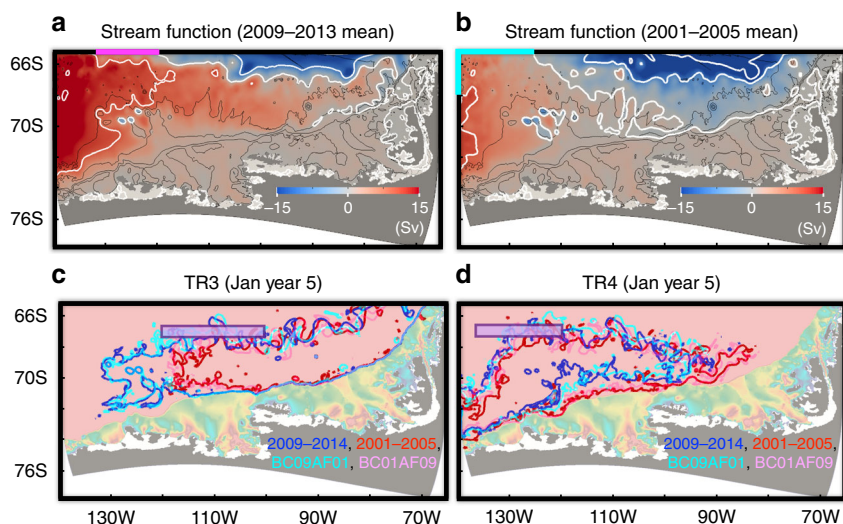 a
Stream function (2009–2013 mean)
b
Stream function (2001–2005 mean)
66S
70S
76S
−15 0 15
(Sv)
−15 0 15
(Sv)
c
TR3 (Jan year 5)
d
TR4 (Jan year 5)
66S
70S
76S
2009–2014, 2001–2005,
BC09AF01, BC01AF09
2009–2014, 2001–2005,
BC09AF01, BC01AF09
130W 110W 90W 70W
130W 110W 90W 70W